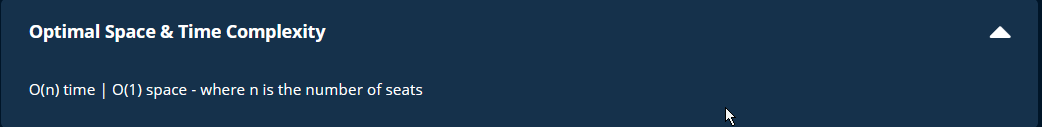 Optimal Space & Time Complexity
O(n) time | O(1) space - where n is the number of seats